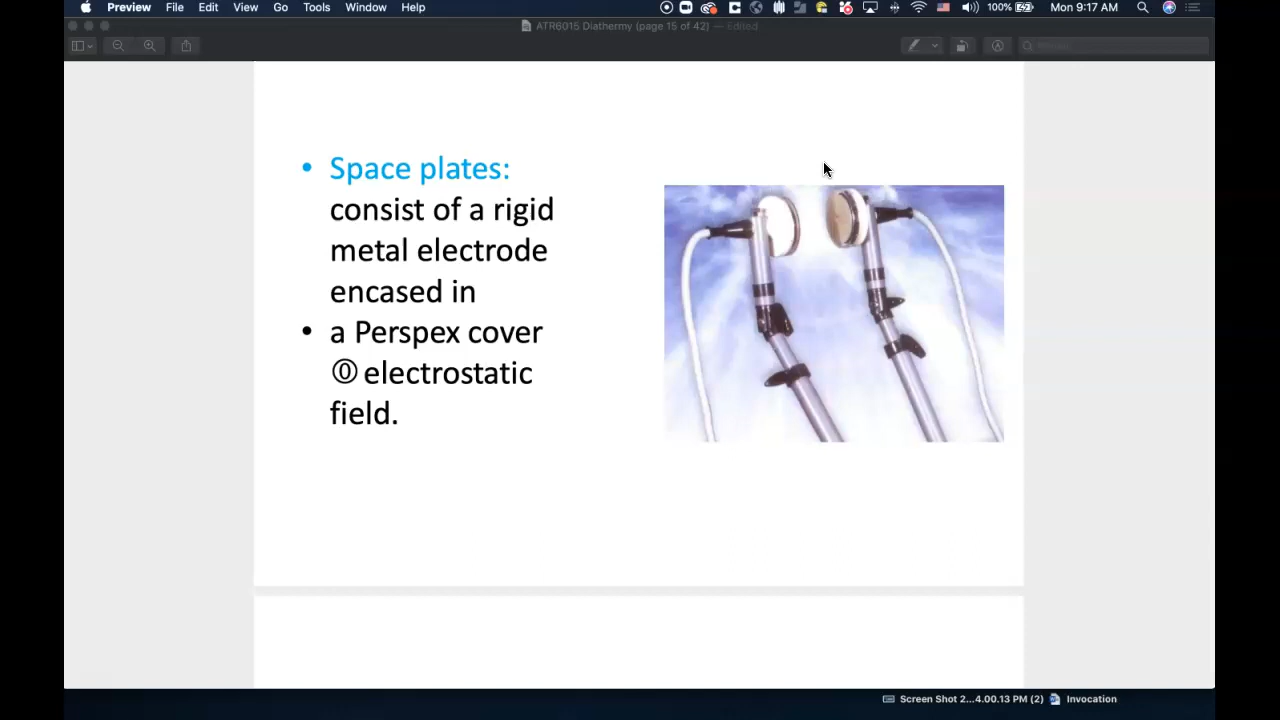 Preview File Edit View Go Tools Window Help 100% Mon 9:17 AM
ATR6015 Diathermy (page 15 of 42) — Edited
• Space plates:
consist of a rigid
metal electrode
encased in
• a Perspex cover
⓪ electrostatic
field.
Screen Shot 2...4.00.13 PM (2) Invocation